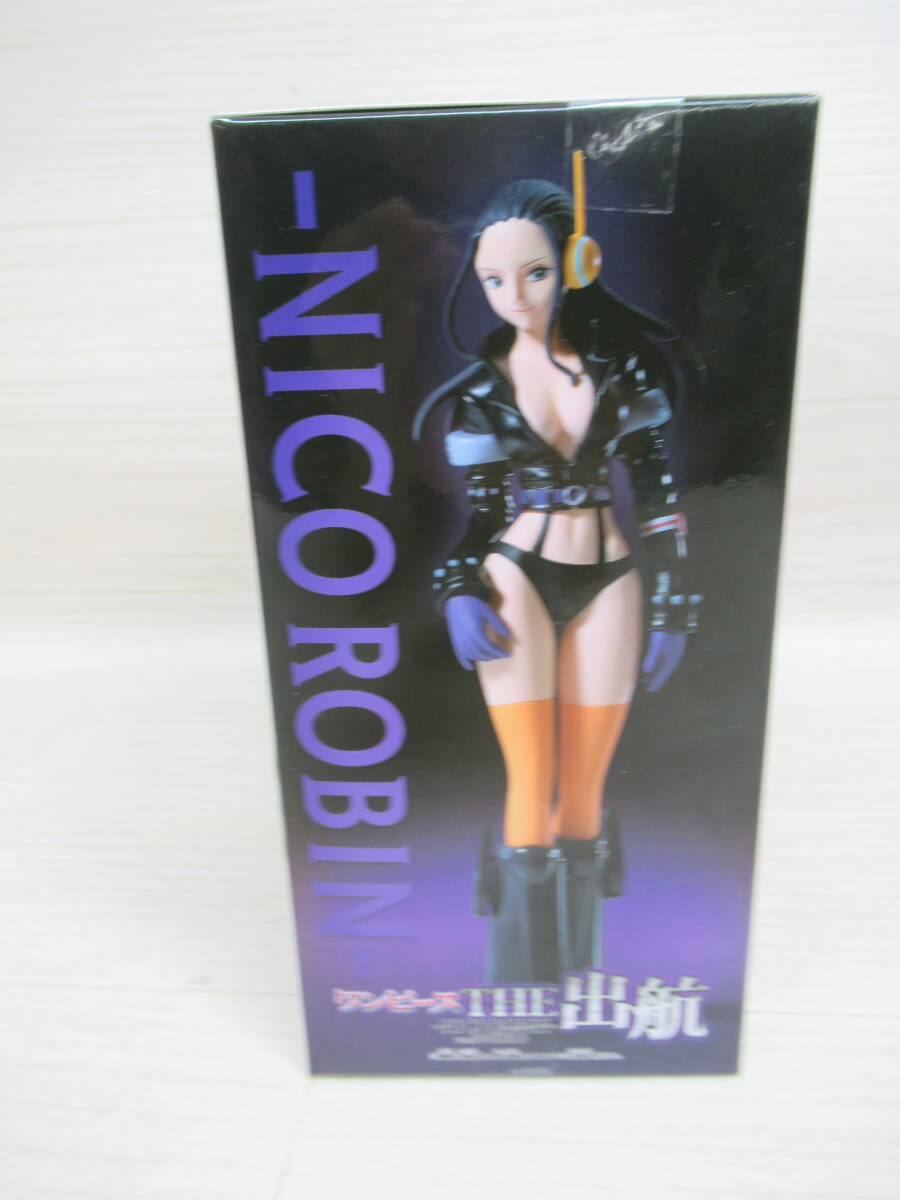 -NICO ROBIN-
ワンピース THE 出航